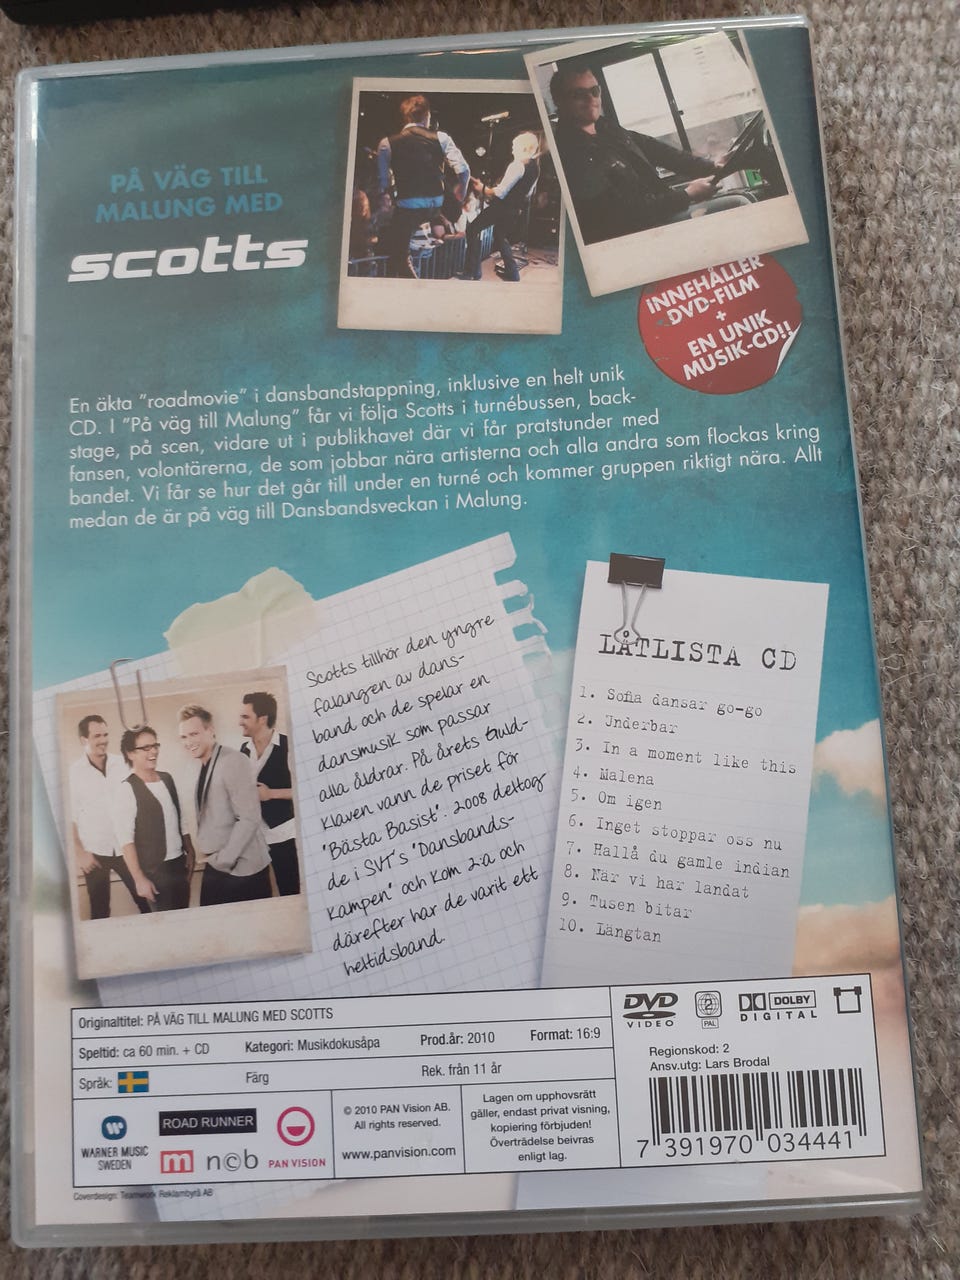 PÅ VÄG TILL
MALUNG MED
scotts
INNEHÅLLER
DVD-FILM
+
EN UNIK
MUSIK-CD!!
En äkta "roadmovie" i dansbandstappning, inklusive en helt unik
CD. I "På väg till Malung" får vi följa Scotts i turnébussen, back-
stage, på scen, vidare ut i publikhavet där vi får pratstunder med
fansen, volontärerna, de som jobbar nära artisterna och alla andra som flockas kring
bandet. Vi får se hur det går till under en turné och kommer gruppen riktigt nära. Allt
medan de är på väg till Dansbandsveckan i Malung.
Scotts tillhör den yngre
falangen av dans-
band och de spelar en
dansmusik som passar
alla åldrar. På årets Guld-
klaven vann de priset för
"Bästa Basist". 2008 deltog
de i SVT's "Dansbands-
Kampen" och kom 2:a och
därefter har de varit ett
heltidsband.
LÅTLISTA CD
1. Sofia dansar go-go
2. Underbar
3. In a moment like this
4. Malena
5. Om igen
6. Inget stoppar oss nu
7. Hallå du gamle indian
8. När vi har landat
9. Tusen bitar
10. Längtan
Originaltitel: PÅ VÄG TILL MALUNG MED SCOTTS
Speltid: ca 60 min. + CD Kategori: Musikdokusåpa Prod.år: 2010 Format: 16:9
Språk: Färg Rek. från 11 år
WARNER MUSIC
SWEDEN
ROAD RUNNER
m ncb
PAN VISION
© 2010 PAN Vision AB.
All rights reserved.
www.panvision.com
Lagen om upphovsrätt
gäller, endast privat visning,
kopiering förbjuden!
Överträdelse beivras
enligt lag.
DVD
VIDEO
2
PAL
DOLBY
DIGITAL
Regionskod: 2
Ansv.utg: Lars Brodal
7 391970 034441
Coverdesign: Teamwork Reklambyrå AB